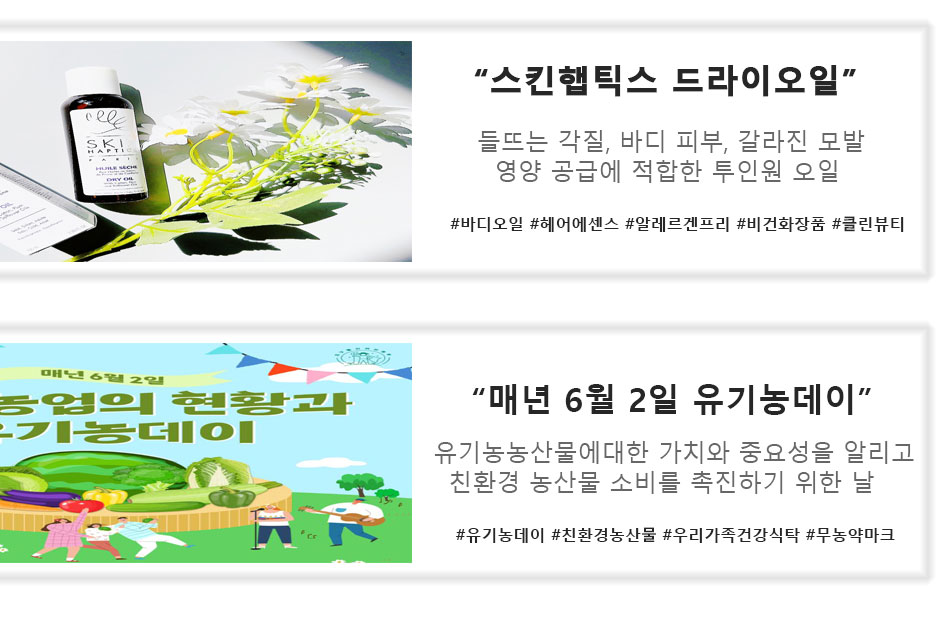 SKI
HAPTIC
PARIS
HUILE SÈCHE
DRY OIL
OIL
“스킨햅틱스 드라이오일”
들뜨는 각질, 바디 피부, 갈라진 모발
영양 공급에 적합한 투인원 오일
#바디오일 #헤어에센스 #알레르겐프리 #비건화장품 #클린뷰티
매년 6월 2일
농업의 현황과
유기농데이
“매년 6월 2일 유기농데이”
유기농농산물에대한 가치와 중요성을 알리고
친환경 농산물 소비를 촉진하기 위한 날
#유기농데이 #친환경농산물 #우리가족건강식탁 #무농약마크